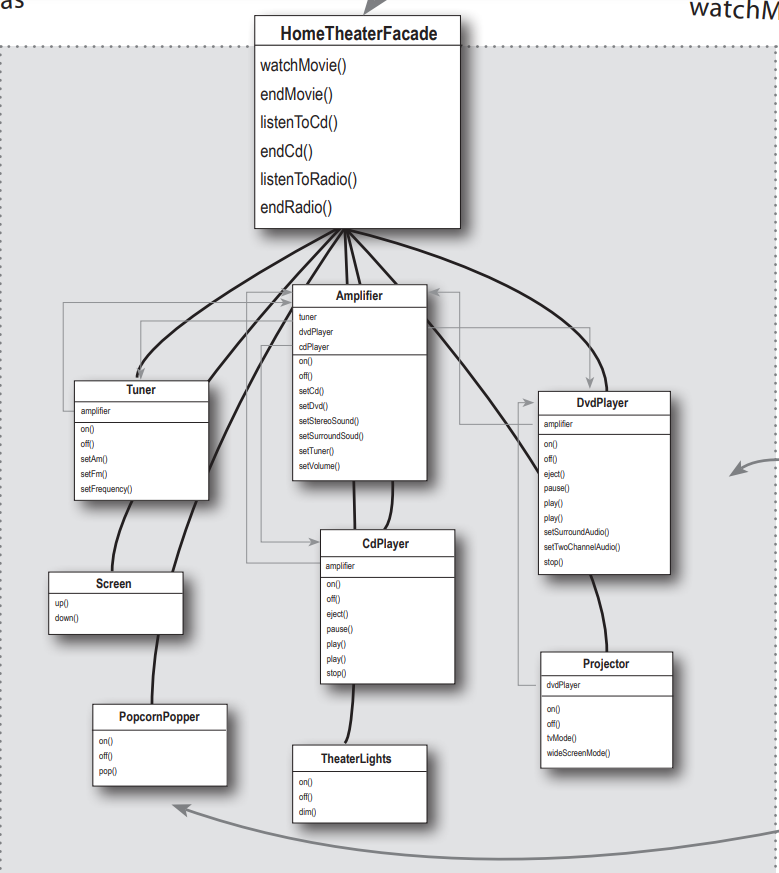 as
watchM
HomeTheaterFacade
watchMovie()
endMovie()
listenToCd()
endCd()
listenToRadio()
endRadio()
Amplifier
tuner
dvdPlayer
cdPlayer
on()
off()
setCd()
setDvd()
setStereoSound()
setSurroundSoud()
setTuner()
setVolume()
Tuner
amplifier
on()
off()
setAm()
setFm()
setFrequency()
DvdPlayer
amplifier
on()
off()
eject()
pause()
play()
play()
setSurroundAudio()
setTwoChannelAudio()
stop()
CdPlayer
amplifier
on()
off()
eject()
pause()
play()
play()
stop()
Screen
up()
down()
Projector
dvdPlayer
on()
off()
tvMode()
wideScreenMode()
PopcornPopper
on()
off()
pop()
TheaterLights
on()
off()
dim()